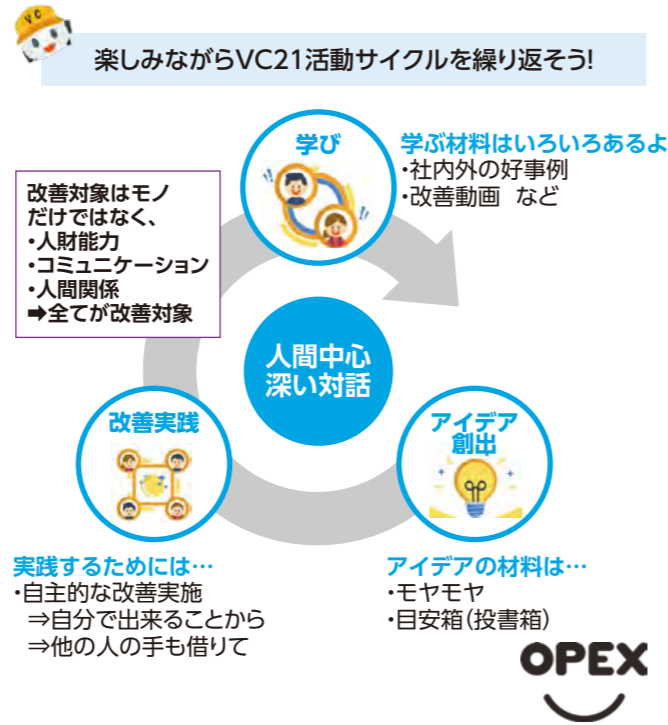 VC
楽しみながらVC21活動サイクルを繰り返そう!
学び
学ぶ材料はいろいろあるよ
・社内外の好事例
・改善動画 など
改善対象はモノ
だけではなく、
・人財能力
・コミュニケーション
・人間関係
➡全てが改善対象
人間中心
深い対話
改善実践
アイデア
創出
実践するためには…
・自主的な改善実施
⇒自分で出来ることから
⇒他の人の手も借りて
アイデアの材料は…
・モヤモヤ
・目安箱(投書箱)
OPEX